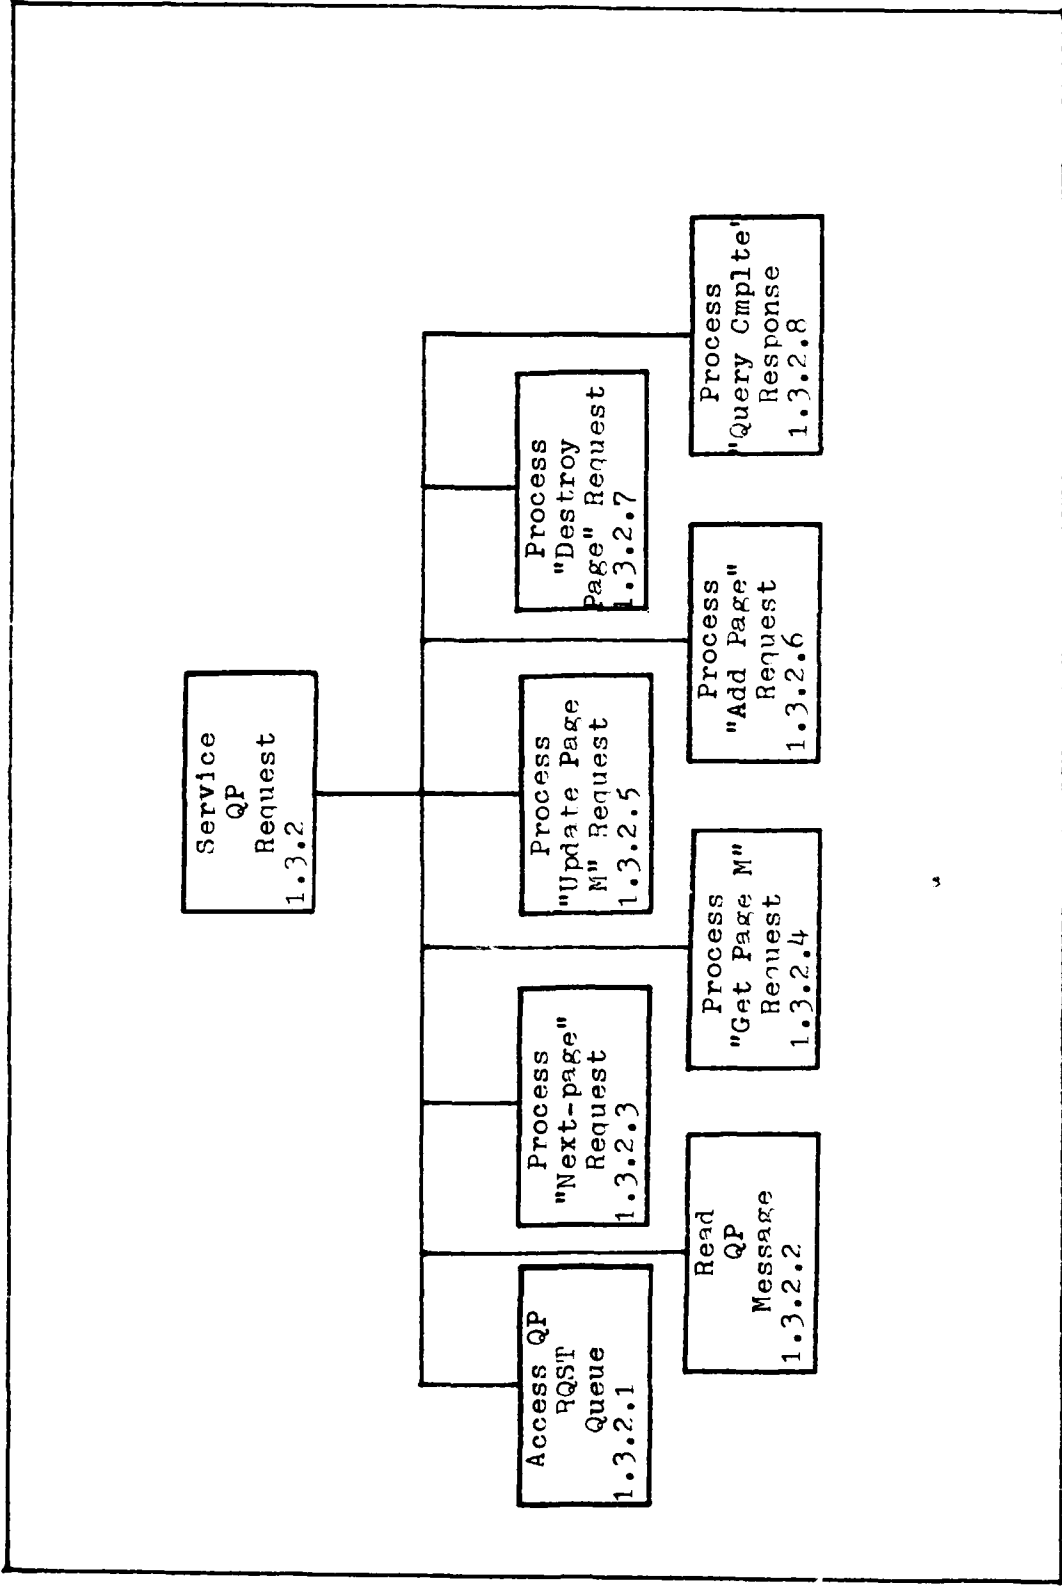 Service
QP
Request
1.3.2
Access QP
RQST
Queue
1.3.2.1
Read
QP
Message
1.3.2.2
Process
"Next-page"
Request
1.3.2.3
Process
"Get Page M"
Request
1.3.2.4
Process
"Update Page
M" Request
1.3.2.5
Process
"Add Page"
Request
1.3.2.6
Process
"Destroy
Page" Request
1.3.2.7
Process
"Query Cmplte"
Response
1.3.2.8